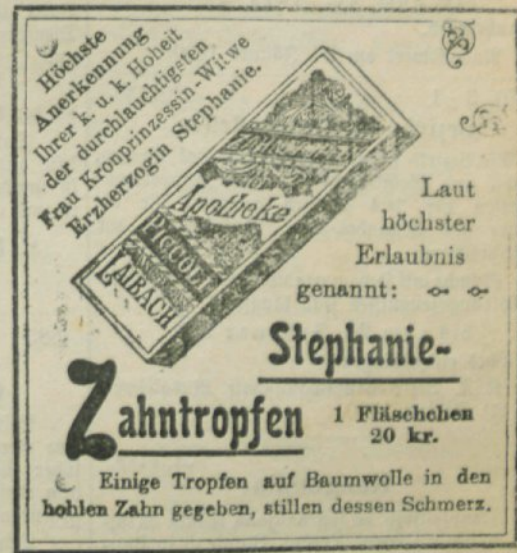 Höchste
Anerkennung
Ihrer k. u. k. Hoheit
der durchlauchtigsten
Frau Kronprinzessin-Witwe
Erzherzogin Stephanie.
Apotheke
PICCOLI
LAIBACH
Laut
höchster
Erlaubnis
genannt:
Stephanie-
Zahntropfen
1 Fläschchen
20 kr.
Einige Tropfen auf Baumwolle in den
hohlen Zahn gegeben, stillen dessen Schmerz.